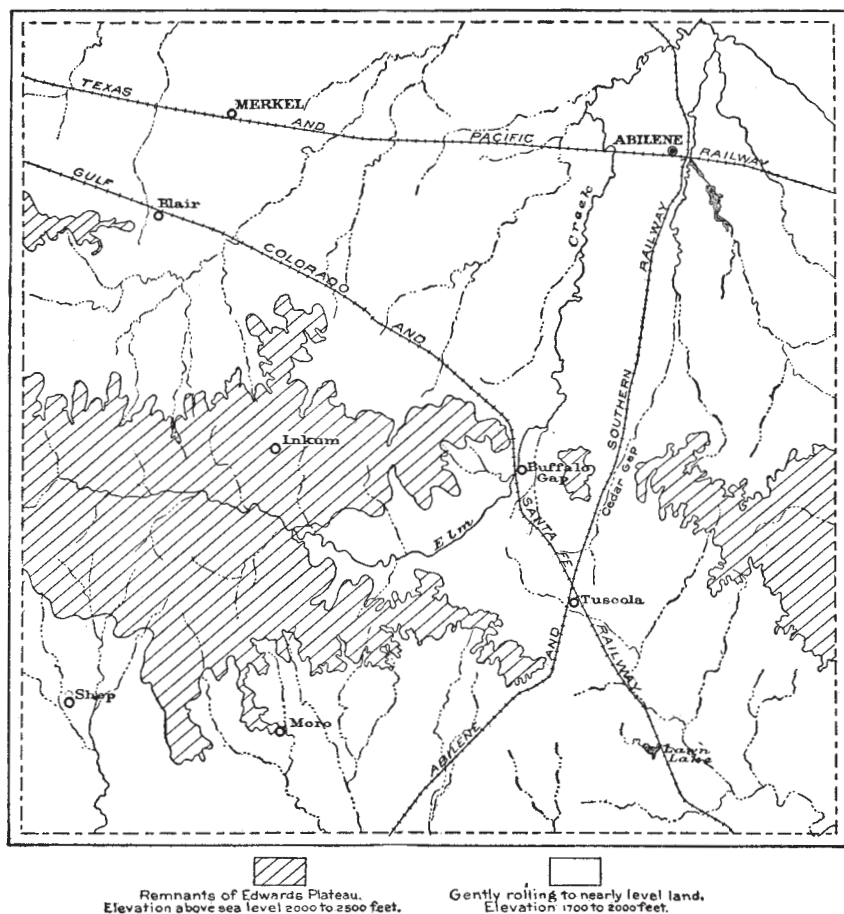 TEXAS AND PACIFIC RAILWAY
MERKEL
ABILENE
GULF COLORADO AND SANTA FE RAILWAY
Blair
Creek
ABILENE AND SOUTHERN RAILWAY
Inkum
Buffalo
Gap
Cedar Gap
Elm
Tuscola
Shep
Moro
Lawn
Lake
Remnants of Edwards Plateau.
Elevation above sea level 2000 to 2500 feet.
Gently rolling to nearly level land.
Elevation 1700 to 2000 feet.